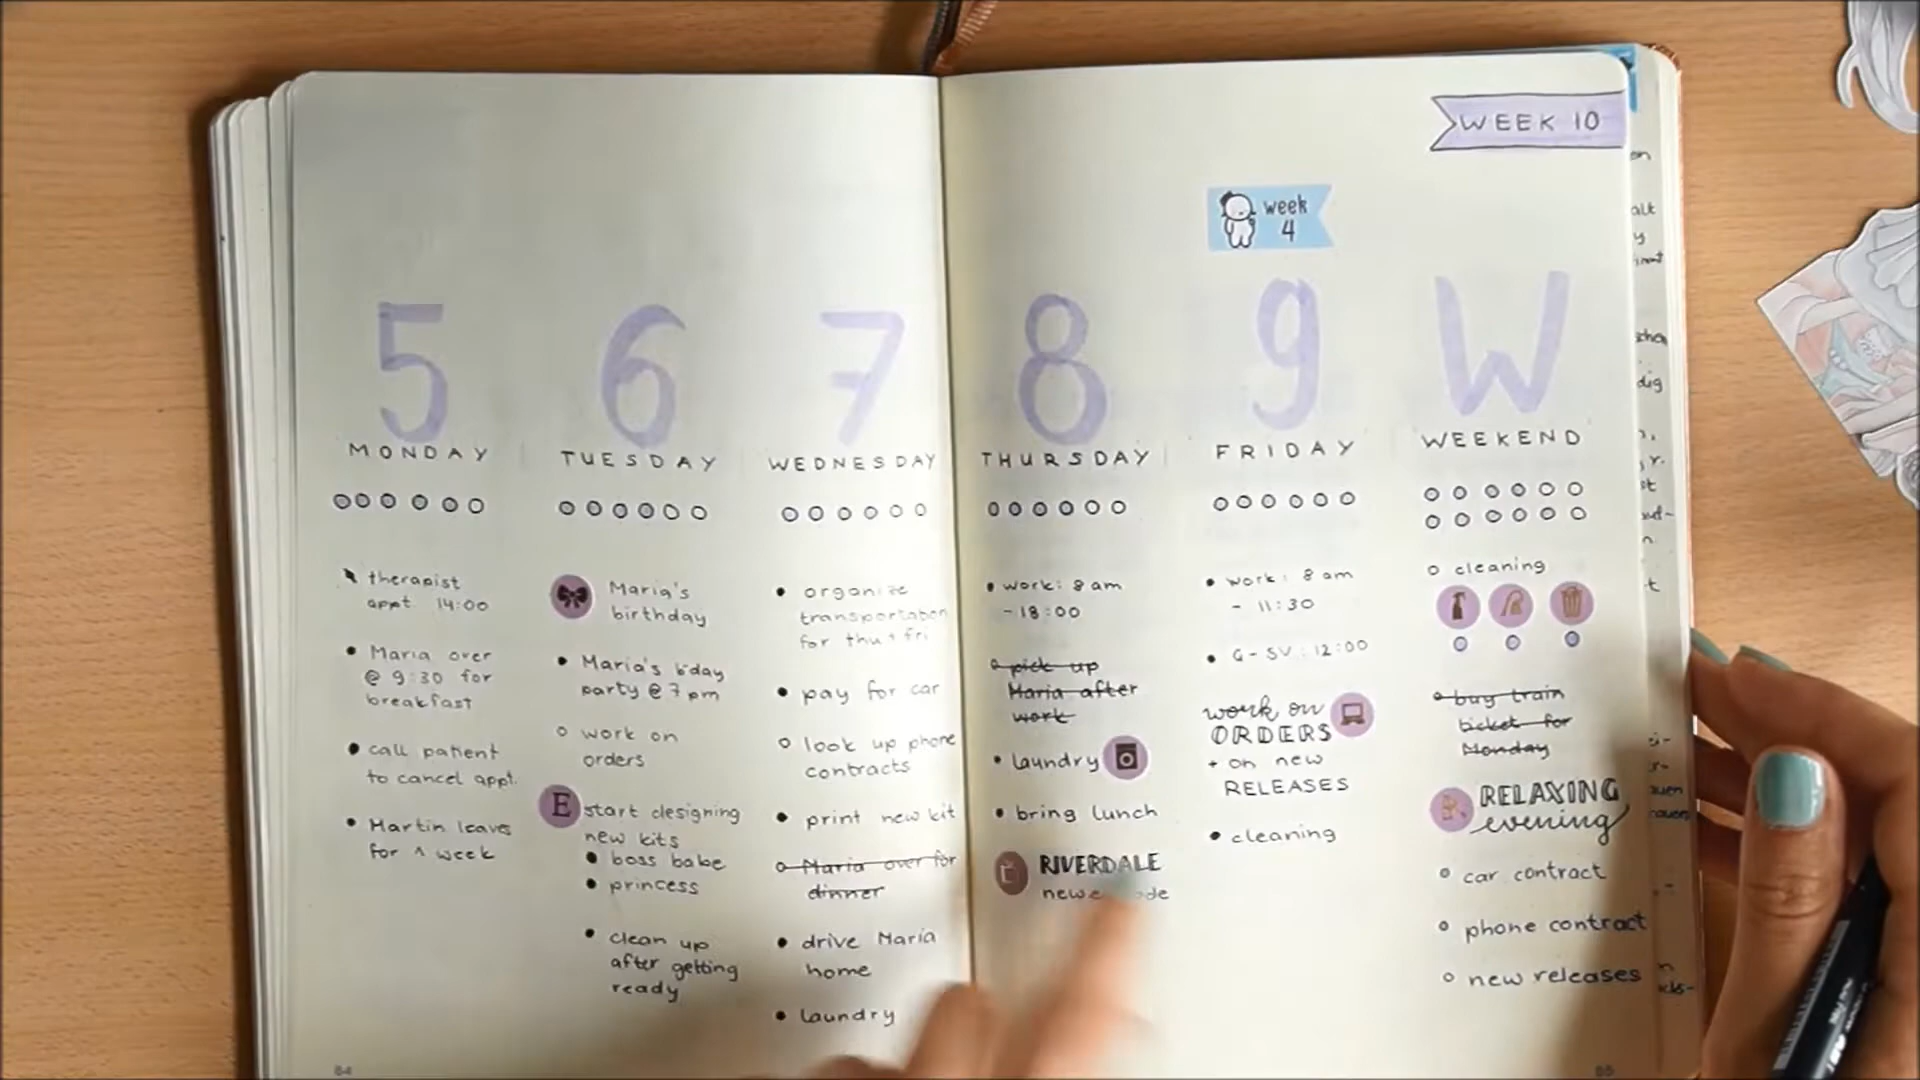 WEEK 10
week
4
5
MONDAY
therapist
appt. 14:00
Maria over
@ 9:30 for
breakfast
call patient
to cancel appt.
Martin leaves
for 1 week
84
6
TUESDAY
Maria's
birthday
Maria's b'day
party @ 7 pm
work on
orders
E start designing
new kits
boss babe
princess
clean up
after getting
ready
7
WEDNESDAY
organize
transportation
for thu + fri
pay for car
look up phone
contracts
print new kit
Maria over for
dinner
drive Maria
home
laundry
8
THURSDAY
work: 8 am
- 18:00
pick up
Maria after
work
laundry
bring lunch
RIVERDALE
9
FRIDAY
work: 8 am
- 11:30
G-SV: 12:00
work on
ORDERS
+ on new
RELEASES
cleaning
W
WEEKEND
cleaning
buy train
ticket for
Monday
RELAXING
evening
car contract
phone contract
new releases
85